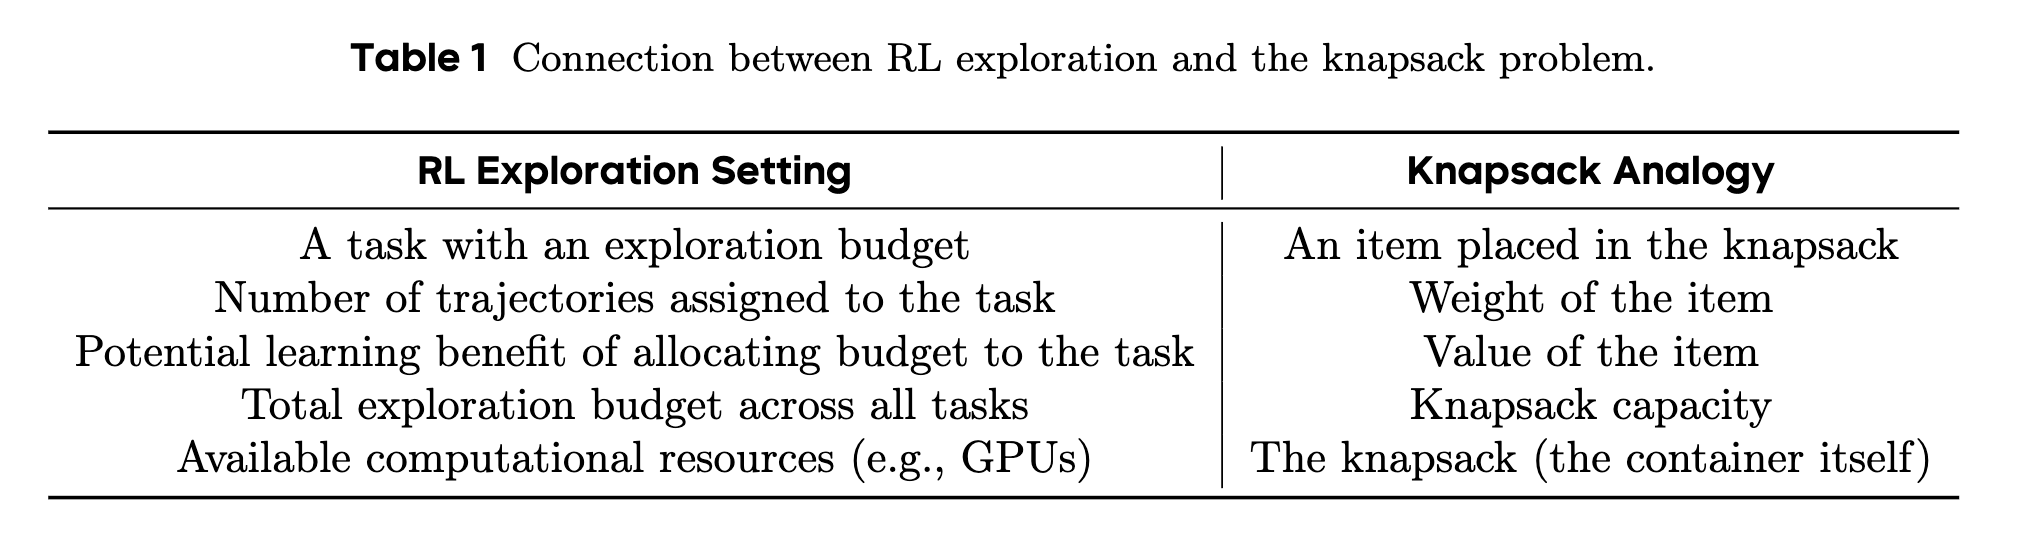 Table 1 Connection between RL exploration and the knapsack problem.
RL Exploration Setting Knapsack Analogy
A task with an exploration budget An item placed in the knapsack
Number of trajectories assigned to the task Weight of the item
Potential learning benefit of allocating budget to the task Value of the item
Total exploration budget across all tasks Knapsack capacity
Available computational resources (e.g., GPUs) The knapsack (the container itself)